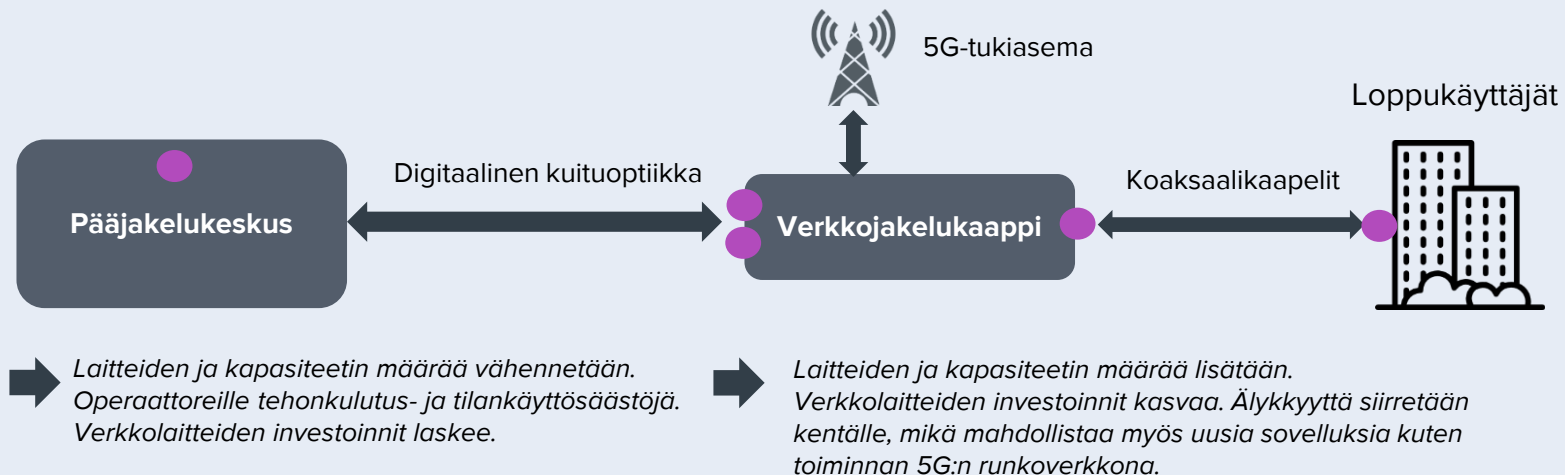 5G-tukiasema
Loppukäyttäjät
Pääjakelukeskus
Digitaalinen kuituoptiikka
Verkkojakelukaappi
Koaksaalikaapelit
Laitteiden ja kapasiteetin määrää vähennetään.
Operaattoreille tehonkulutus- ja tilankäyttösäästöjä.
Verkkolaitteiden investoinnit laskee.
Laitteiden ja kapasiteetin määrää lisätään.
Verkkolaitteiden investoinnit kasvaa. Älykkyyttä siirretään
kentälle, mikä mahdollistaa myös uusia sovelluksia kuten
toiminnan 5G:n runkoverkkona.